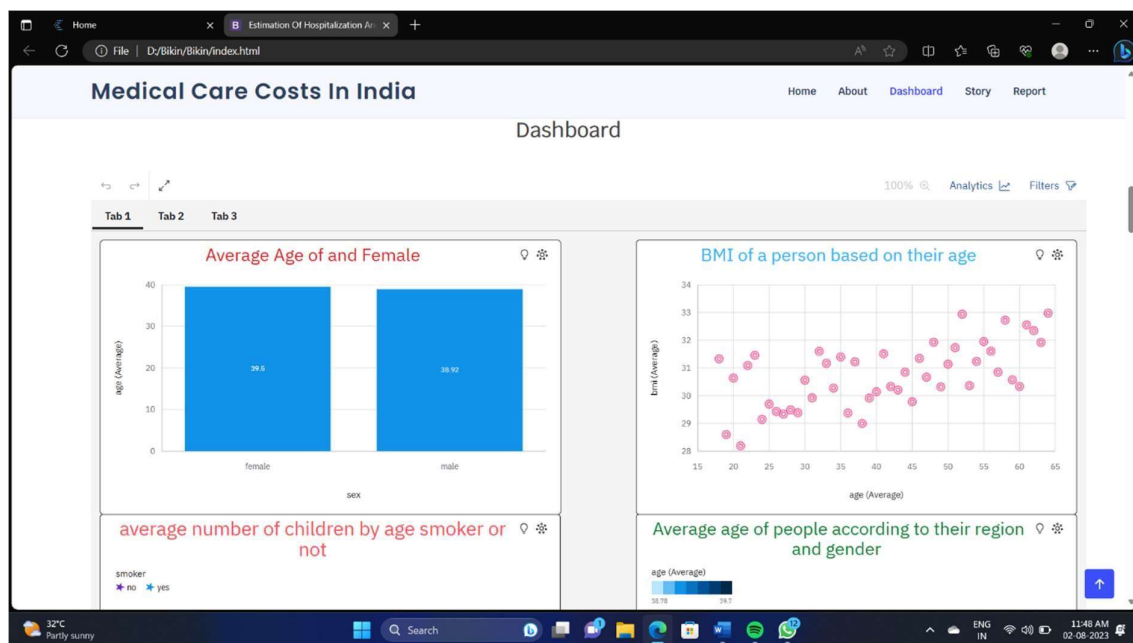 Home
B Estimation Of Hospitalization An
File D:/Bikin/Bikin/index.html
Medical Care Costs In India
Home About Dashboard Story Report
Dashboard
100% Analytics Filters
Tab 1 Tab 2 Tab 3
Average Age of and Female
40
30
20
10
0
age (Average)
39.6
38.92
female male
sex
BMI of a person based on their age
34
33
32
31
30
29
28
bmi (Average)
15 20 25 30 35 40 45 50 55 60 65
age (Average)
average number of children by age smoker or
not
smoker
no yes
Average age of people according to their region
and gender
age (Average)
38.78 39.7
32°C
Partly sunny
Search
1
12
ENG
IN
11:48 AM
02-08-2023